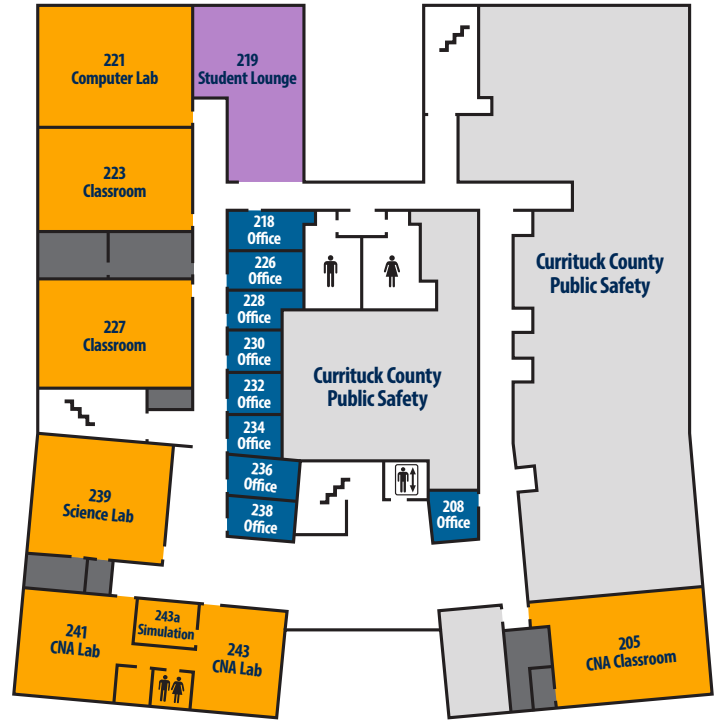 221
Computer Lab
219
Student Lounge
223
Classroom
218
Office
226
Office
228
Office
227
Classroom
230
Office
232
Office
234
Office
236
Office
238
Office
Currituck County
Public Safety
Currituck County
Public Safety
208
Office
239
Science Lab
241
CNA Lab
243a
Simulation
243
CNA Lab
205
CNA Classroom